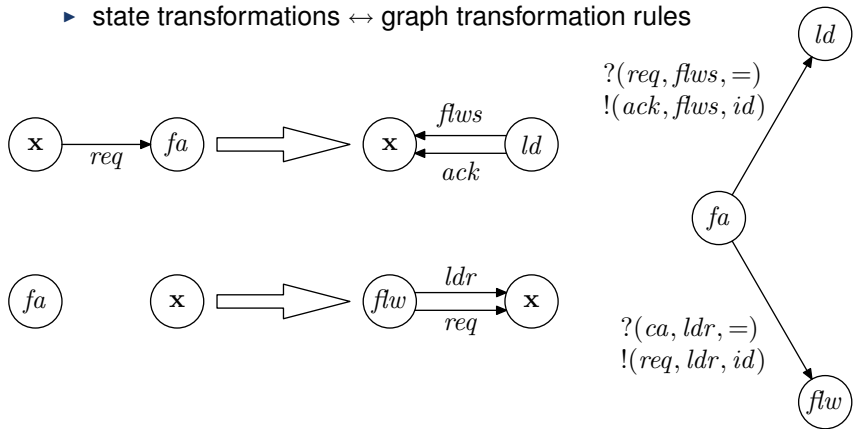 ► state transformations ↔ graph transformation rules
ld
?(req, flws, =)
!(ack, flws, id)
x req fa x flws ack ld
fa
fa x flw ldr req x
?(ca, ldr, =)
!(req, ldr, id)
flw